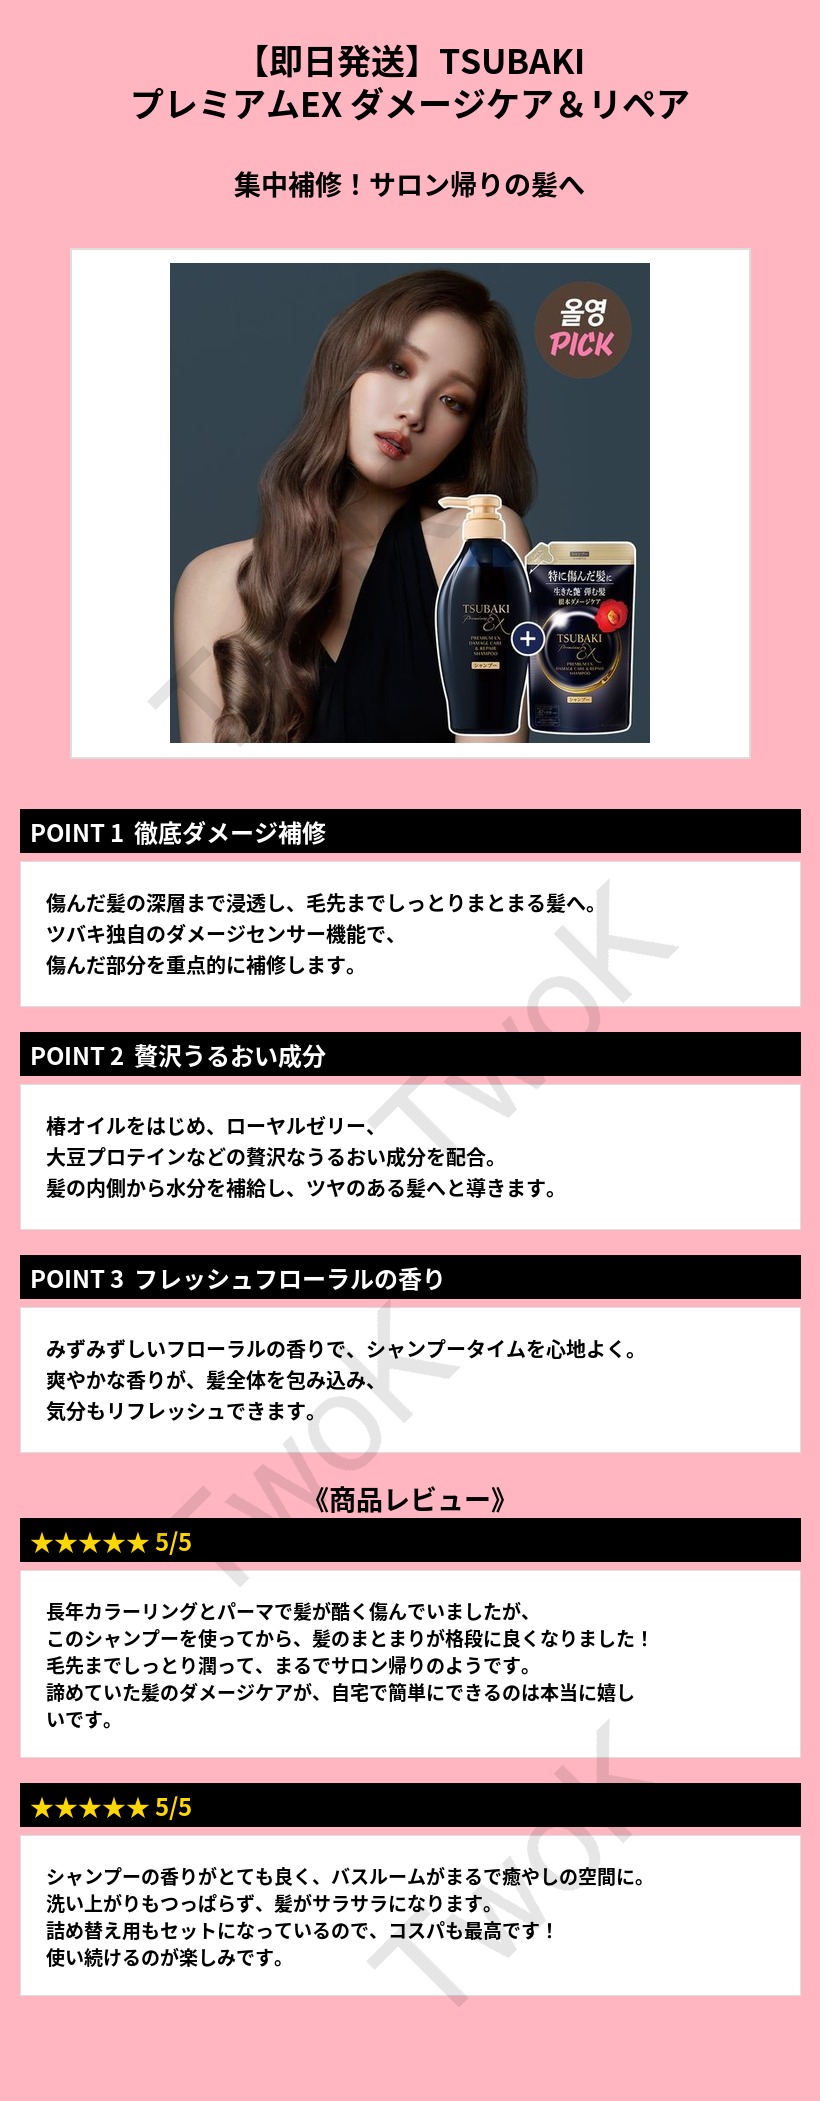 【即日発送】TSUBAKI
プレミアムEX ダメージケア＆リペア
集中補修！サロン帰りの髪へ
올영
PICK
TSUBAKI
Premium EX
PREMIUM EX
DAMAGE CARE
& REPAIR
SHAMPOO
シャンプー
シャンプー
特に傷んだ髪に
生きた艶 弾む髪
根本ダメージケア
TSUBAKI
Premium EX
PREMIUM EX
DAMAGE CARE & REPAIR
SHAMPOO
シャンプー
POINT 1 徹底ダメージ補修
傷んだ髪の深層まで浸透し、毛先までしっとりまとまる髪へ。
ツバキ独自のダメージセンサー機能で、
傷んだ部分を重点的に補修します。
TwoK
POINT 2 贅沢うるおい成分
椿オイルをはじめ、ローヤルゼリー、
大豆プロテインなどの贅沢なうるおい成分を配合。
髪の内側から水分を補給し、ツヤのある髪へと導きます。
POINT 3 フレッシュフローラルの香り
みずみずしいフローラルの香りで、シャンプータイムを心地よく。
爽やかな香りが、髪全体を包み込み、
気分もリフレッシュできます。
TwoK
《商品レビュー》
★★★★★ 5/5
長年カラーリングとパーマで髪が酷く傷んでいましたが、
このシャンプーを使ってから、髪のまとまりが格段に良くなりました！
毛先までしっとり潤って、まるでサロン帰りのようです。
諦めていた髪のダメージケアが、自宅で簡単にできるのは本当に嬉し
いです。
★★★★★ 5/5
シャンプーの香りがとても良く、バスルームがまるで癒やしの空間に。
洗い上がりもつっぱらず、髪がサラサラになります。
詰め替え用もセットになっているので、コスパも最高です！
使い続けるのが楽しみです。
TwoK